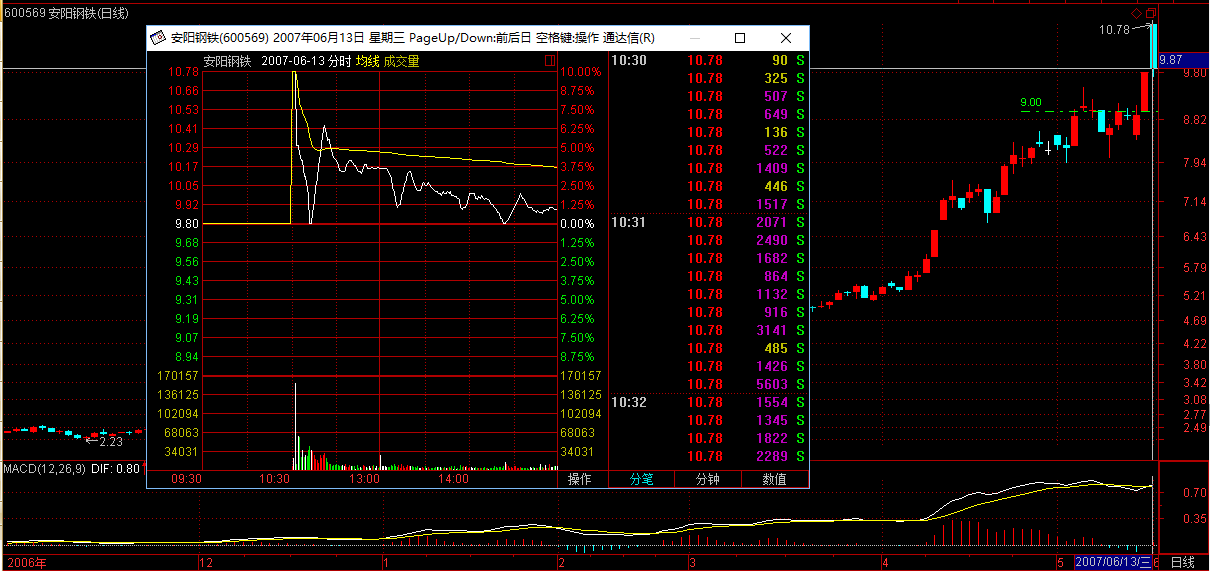 600569 安阳钢铁(日线)
安阳钢铁(600569) 2007年06月13日 星期三 PageUp/Down:前后日 空格键:操作 通达信(R)
安阳钢铁 2007-06-13 分时 均线 成交量
10.78 10.00%
10.66 8.75%
10.53 7.50%
10.41 6.25%
10.29 5.00%
10.17 3.75%
10.05 2.50%
9.92 1.25%
9.80 0.00%
9.68 1.25%
9.56 2.50%
9.43 3.75%
9.31 5.00%
9.19 6.25%
9.07 7.50%
8.94 8.75%
170157 170157
136125 136125
102094 102094
68063 68063
34031 34031
09:30 10:30 13:00 14:00 操作
10:30 10.78 90 S
10.78 325 S
10.78 507 S
10.78 649 S
10.78 136 S
10.78 522 S
10.78 1409 S
10.78 446 S
10.78 1517 S
10:31 10.78 2071 S
10.78 2490 S
10.78 1682 S
10.78 864 S
10.78 1132 S
10.78 916 S
10.78 3141 S
10.78 485 S
10.78 1426 S
10.78 5603 S
10:32 10.78 1554 S
10.78 1345 S
10.78 1822 S
10.78 2289 S
分笔 分钟 数值
10.78
9.00
2.23
9.87
9.80
8.82
7.94
7.14
6.43
5.79
5.21
4.69
4.22
3.80
3.42
3.08
2.77
2.49
MACD(12,26,9) DIF: 0.80
0.70
0.35
2006年 12 1 2 3 4 5 2007/06/13/三 6 日线